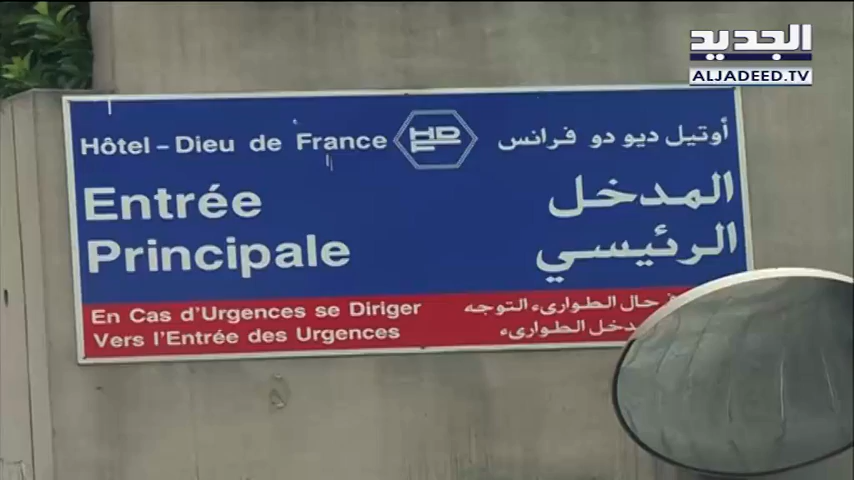 الجديد
ALJADEED.TV
Hôtel – Dieu de France
HDF
أوتيل ديو دو فرانس
Entrée
Principale
المدخل
الرئيسي
En Cas d'Urgences se Diriger
Vers l'Entrée des Urgences
حال الطوارىء التوجه
الطوارىء